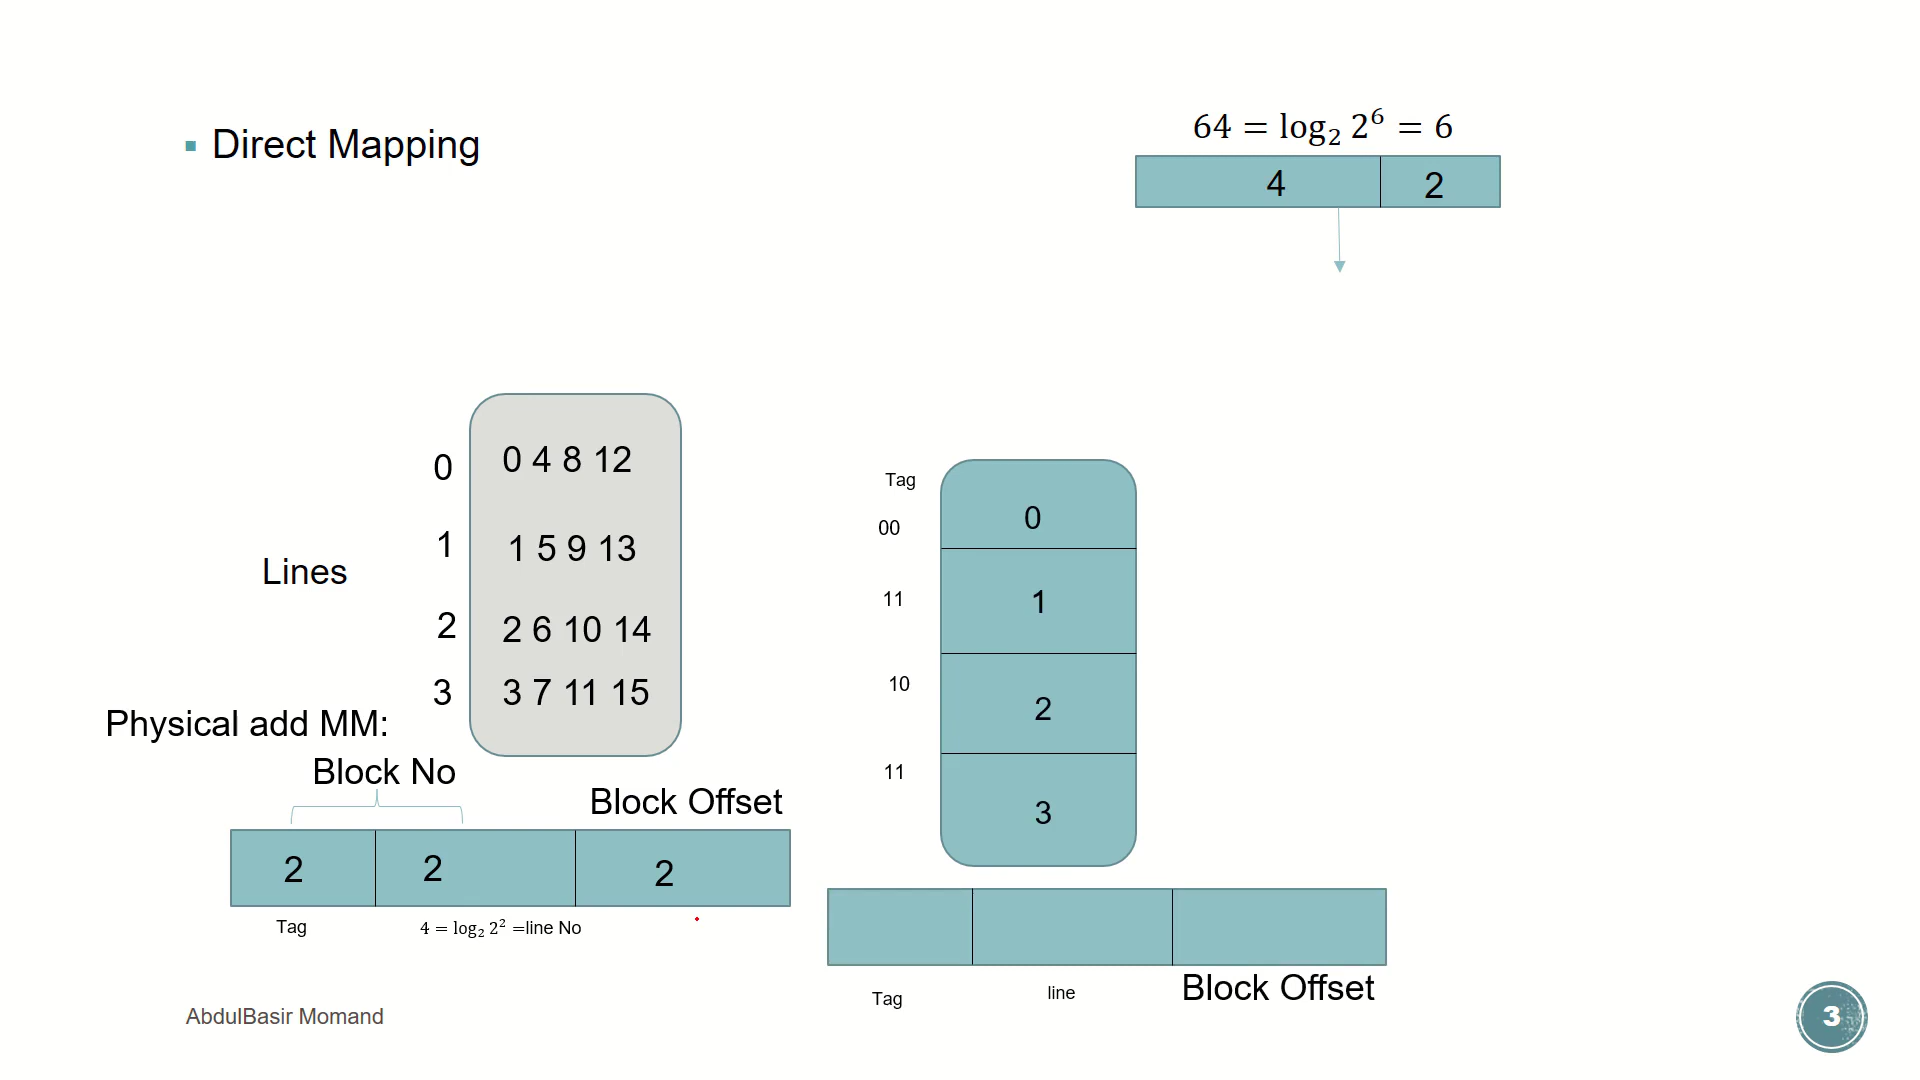 Direct Mapping
64 = log₂ 2⁶ = 6
4 2
0 0 4 8 12
1 1 5 9 13
Lines
2 2 6 10 14
3 3 7 11 15
Physical add MM:
Block No
Block Offset
2 2 2
Tag 4 = log₂ 2² =line No
Tag
00 0
11 1
10 2
11 3
Tag line Block Offset
AbdulBasir Momand
3